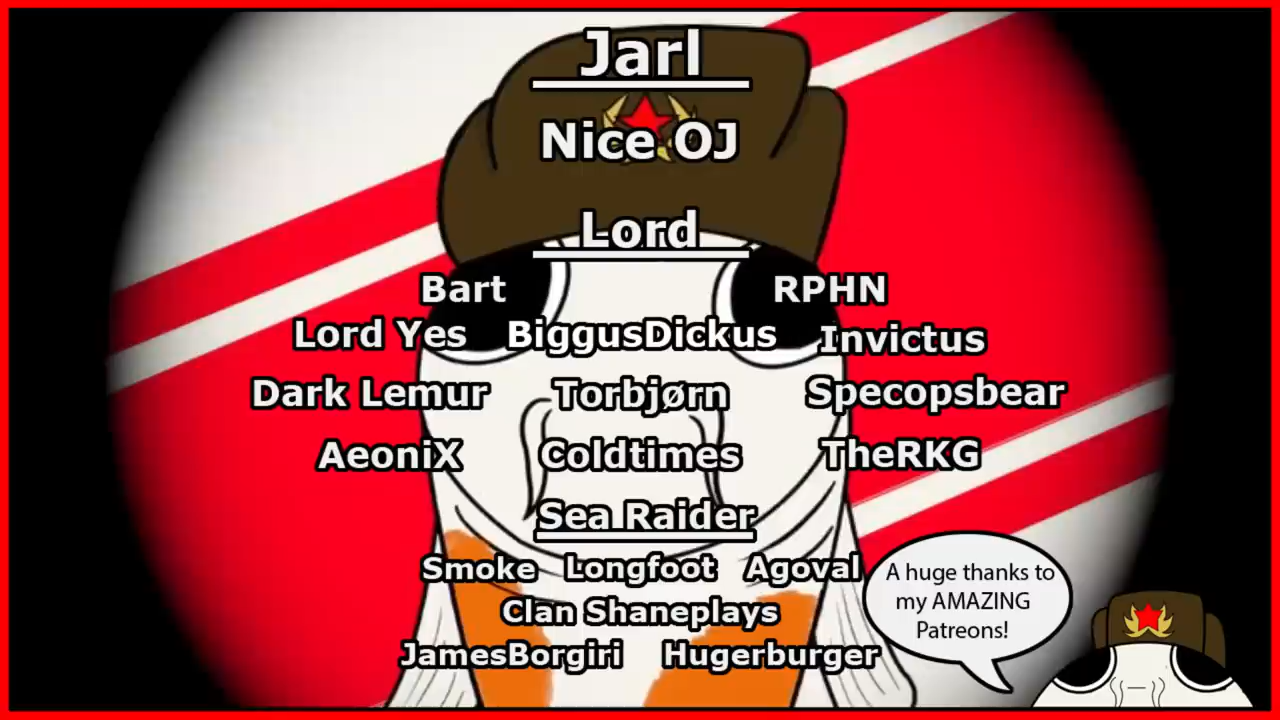 Jarl
Nice OJ
Lord
Bart RPHN
Lord Yes BiggusDickus Invictus
Dark Lemur Torbjørn Specopsbear
AeoniX Coldtimes TheRKG
Sea Raider
Smoke Longfoot Agoval
Clan Shaneplays
JamesBorgiri Hugerburger
A huge thanks to
my AMAZING
Patreons!